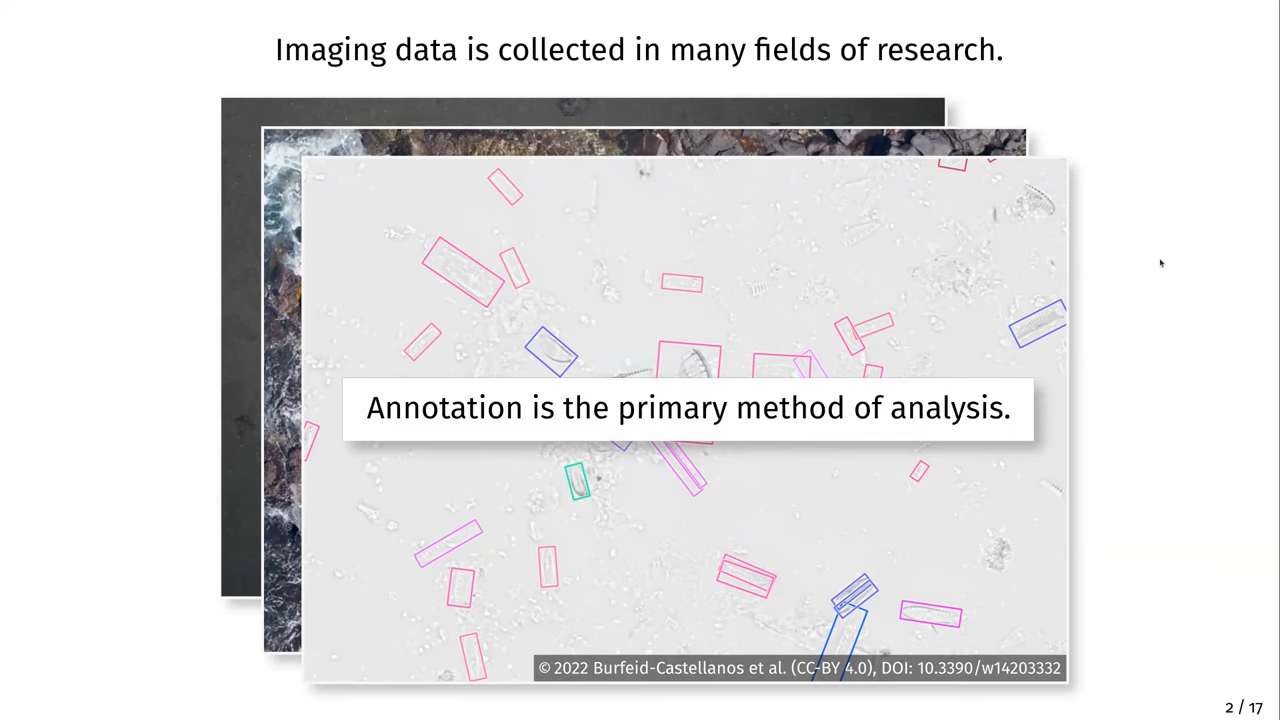 Imaging data is collected in many fields of research.
Annotation is the primary method of analysis.
© 2022 Burfeid-Castellanos et al. (CC-BY 4.0), DOI: 10.3390/w14203332
2 / 17